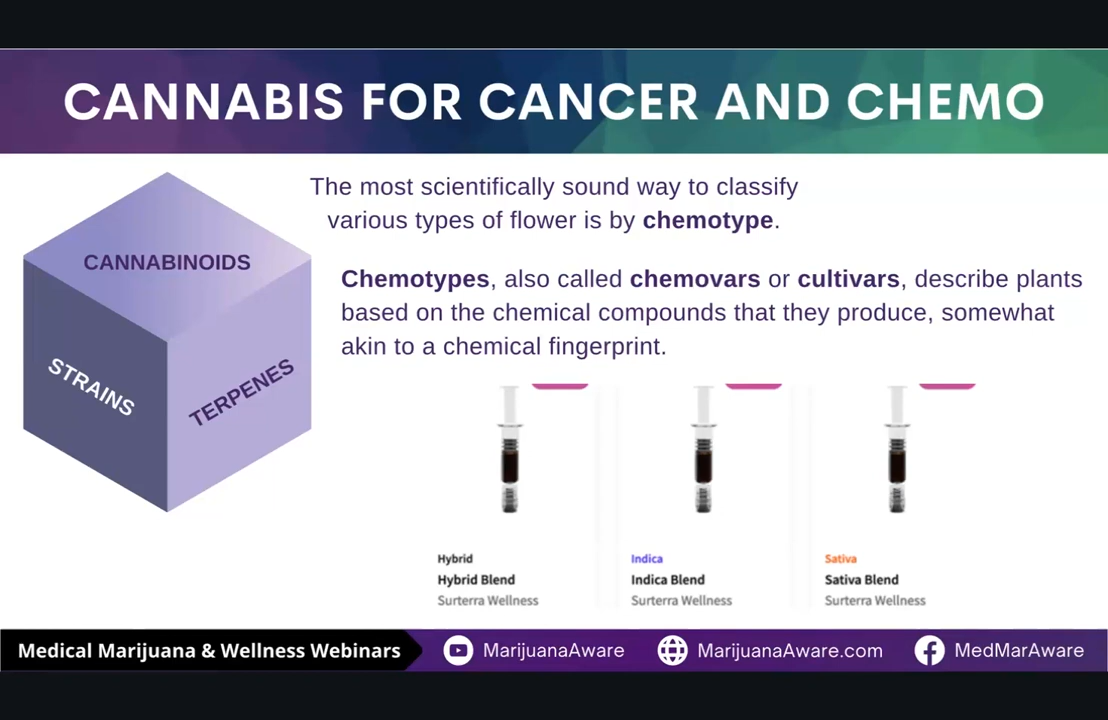 CANNABIS FOR CANCER AND CHEMO
The most scientifically sound way to classify
various types of flower is by chemotype.
Chemotypes, also called chemovars or cultivars, describe plants
based on the chemical compounds that they produce, somewhat
akin to a chemical fingerprint.
CANNABINOIDS
STRAINS
TERPENES
Hybrid
Hybrid Blend
Surterra Wellness
Indica
Indica Blend
Surterra Wellness
Sativa
Sativa Blend
Surterra Wellness
Medical Marijuana & Wellness Webinars
MarijuanaAware
MarijuanaAware.com
MedMarAware